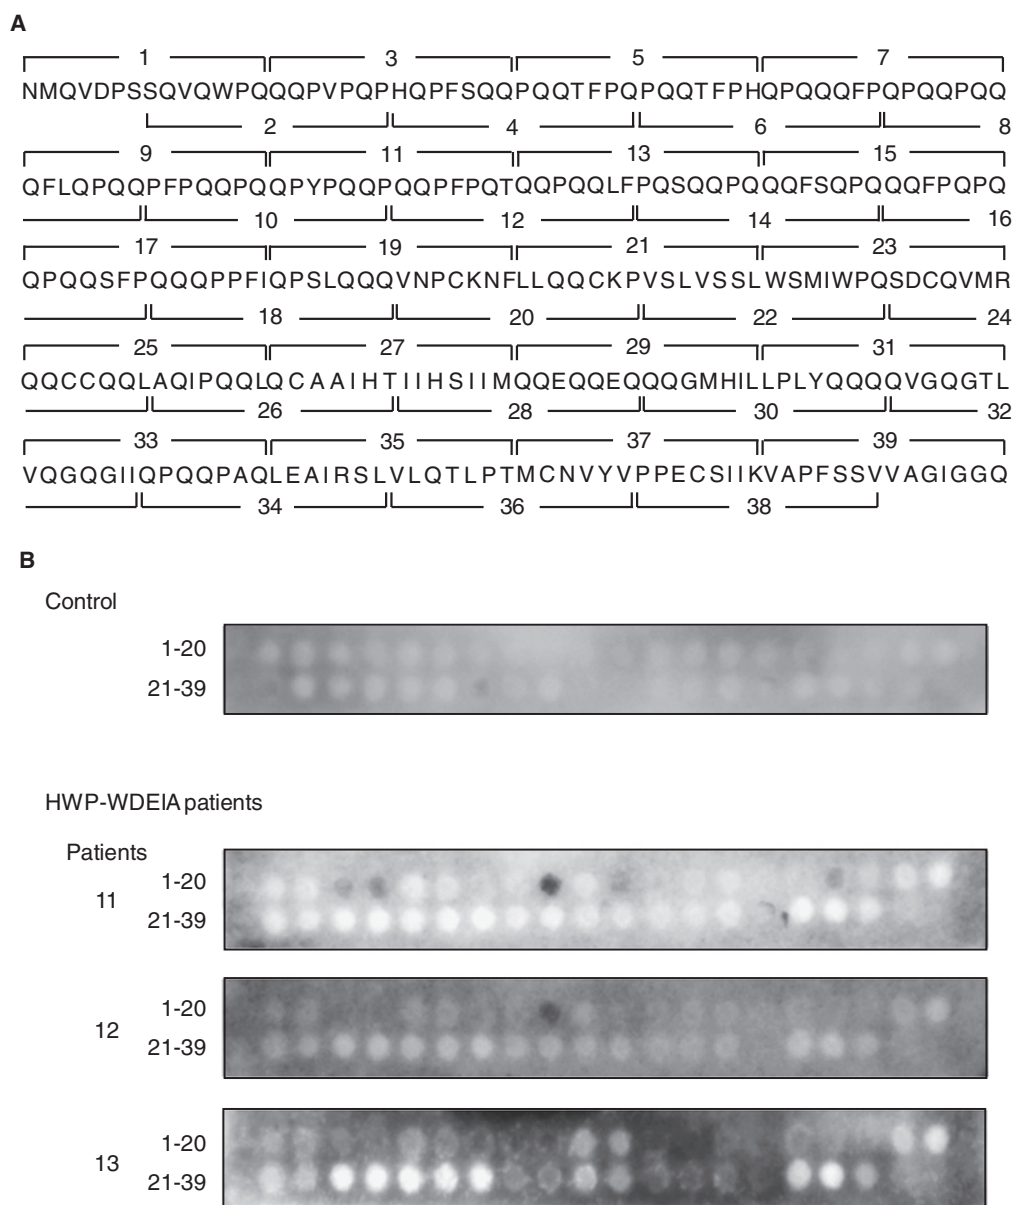 A
1 3 5 7
NMQVDPSSQVQWPQQQPVPQPHQPFSQQPQQTFPQPQQTFPHQPQQQFPQPQQPQQ
2 4 6 8
9 11 13 15
QFLQPQQPFPQQPQQPYPQQPQQPFPQTQQPQQLFPQSQQPQQQFSQPQQQFPQPQ
10 12 14 16
17 19 21 23
QPQQSFPQQQPPFIQPSLQQQVNPCKNFLLQQCKPVSLVSSLWSMIWPQSDCQVMR
18 20 22 24
25 27 29 31
QQCCQQLAQIPQQLQCAAIHTIIHSIIMQQEQQEQQQGMHILLPLYQQQQVGQGTL
26 28 30 32
33 35 37 39
VQGQGIIQPQQPAQLEAIRSLVLQTLPTMCNVYVPPECSIIKVAPFSSVVAGIGGQ
34 36 38
B
Control
1-20
21-39
HWP-WDEIA patients
Patients
11
1-20
21-39
12
1-20
21-39
13
1-20
21-39